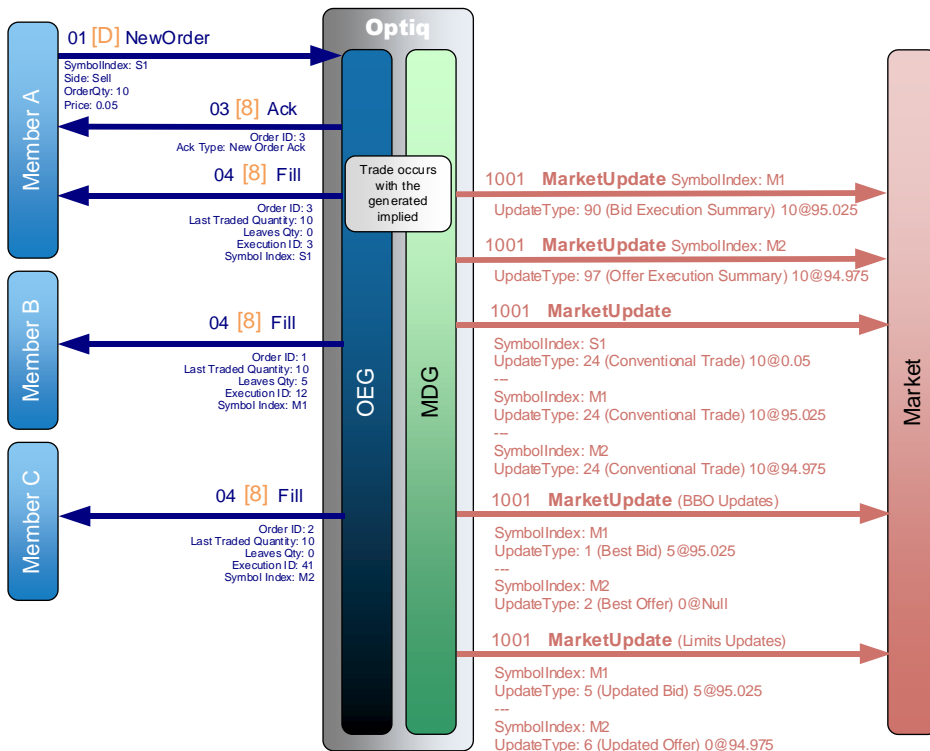 Optiq
01 [D] NewOrder
SymbolIndex: S1
Side: Sell
OrderQty: 10
Price: 0.05
Member A
03 [8] Ack
Order ID: 3
Ack Type: New Order Ack
04 [8] Fill
Order ID: 3
Last Traded Quantity: 10
Leaves Qty: 0
Execution ID: 3
Symbol Index: S1
Member B
04 [8] Fill
Order ID: 1
Last Traded Quantity: 10
Leaves Qty: 5
Execution ID: 12
Symbol Index: M1
Member C
04 [8] Fill
Order ID: 2
Last Traded Quantity: 10
Leaves Qty: 0
Execution ID: 41
Symbol Index: M2
OEG
MDG
Trade occurs
with the
generated
implied
1001 MarketUpdate SymbolIndex: M1
UpdateType: 90 (Bid Execution Summary) 10@95.025
1001 MarketUpdate SymbolIndex: M2
UpdateType: 97 (Offer Execution Summary) 10@94.975
1001 MarketUpdate
SymbolIndex: S1
UpdateType: 24 (Conventional Trade) 10@0.05
---
SymbolIndex: M1
UpdateType: 24 (Conventional Trade) 10@95.025
---
SymbolIndex: M2
UpdateType: 24 (Conventional Trade) 10@94.975
1001 MarketUpdate (BBO Updates)
SymbolIndex: M1
UpdateType: 1 (Best Bid) 5@95.025
---
SymbolIndex: M2
UpdateType: 2 (Best Offer) 0@Null
1001 MarketUpdate (Limits Updates)
SymbolIndex: M1
UpdateType: 5 (Updated Bid) 5@95.025
---
SymbolIndex: M2
UpdateType: 6 (Updated Offer) 0@94.975
Market